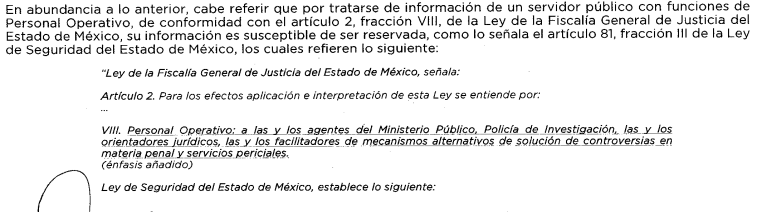 En abundancia a lo anterior, cabe referir que por tratarse de información de un servidor público con funciones de
Personal Operativo, de conformidad con el artículo 2, fracción VIII, de la Ley de la Fiscalía General de Justicia del
Estado de México, su información es susceptible de ser reservada, como lo señala el artículo 81, fracción III de la Ley
de Seguridad del Estado de México, los cuales refieren lo siguiente:
"Ley de la Fiscalía General de Justicia del Estado de México, señala:
Artículo 2. Para los efectos aplicación e interpretación de esta Ley se entiende por:
...
VIII. Personal Operativo: a las y los agentes del Ministerio Público, Policía de Investigación, las y los
orientadores jurídicos, las y los facilitadores de mecanismos alternativos de solución de controversias en
materia penal y servicios periciales.
(énfasis añadido)
Ley de Seguridad del Estado de México, establece lo siguiente: